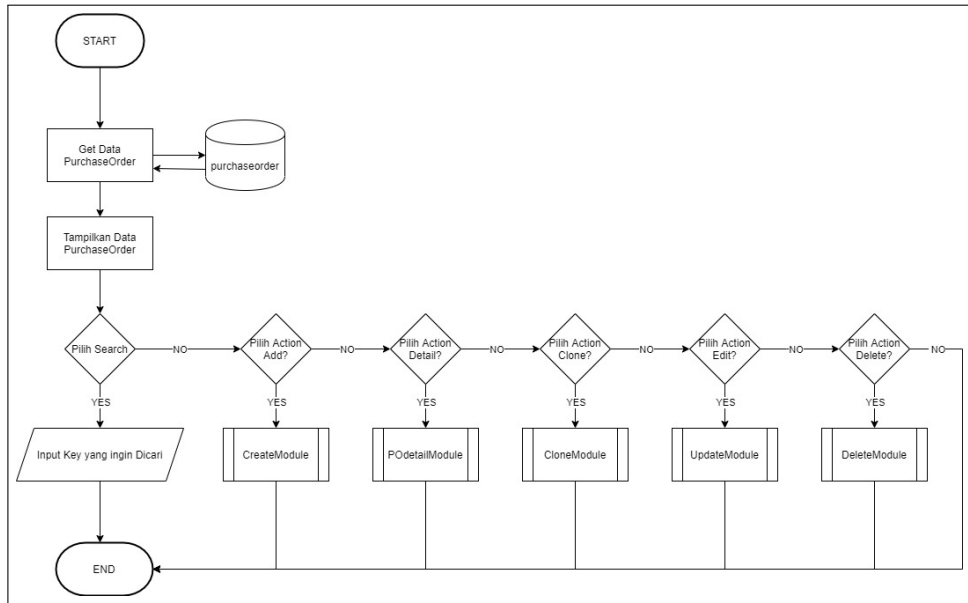 START
Get Data
PurchaseOrder
purchaseorder
Tampilkan Data
PurchaseOrder
Pilih Search
NO
Pilih Action
Add?
NO
Pilih Action
Detail?
NO
Pilih Action
Clone?
NO
Pilih Action
Edit?
NO
Pilih Action
Delete?
NO
YES
YES
YES
YES
YES
YES
Input Key yang ingin Dicari
CreateModule
POdetailModule
CloneModule
UpdateModule
DeleteModule
END